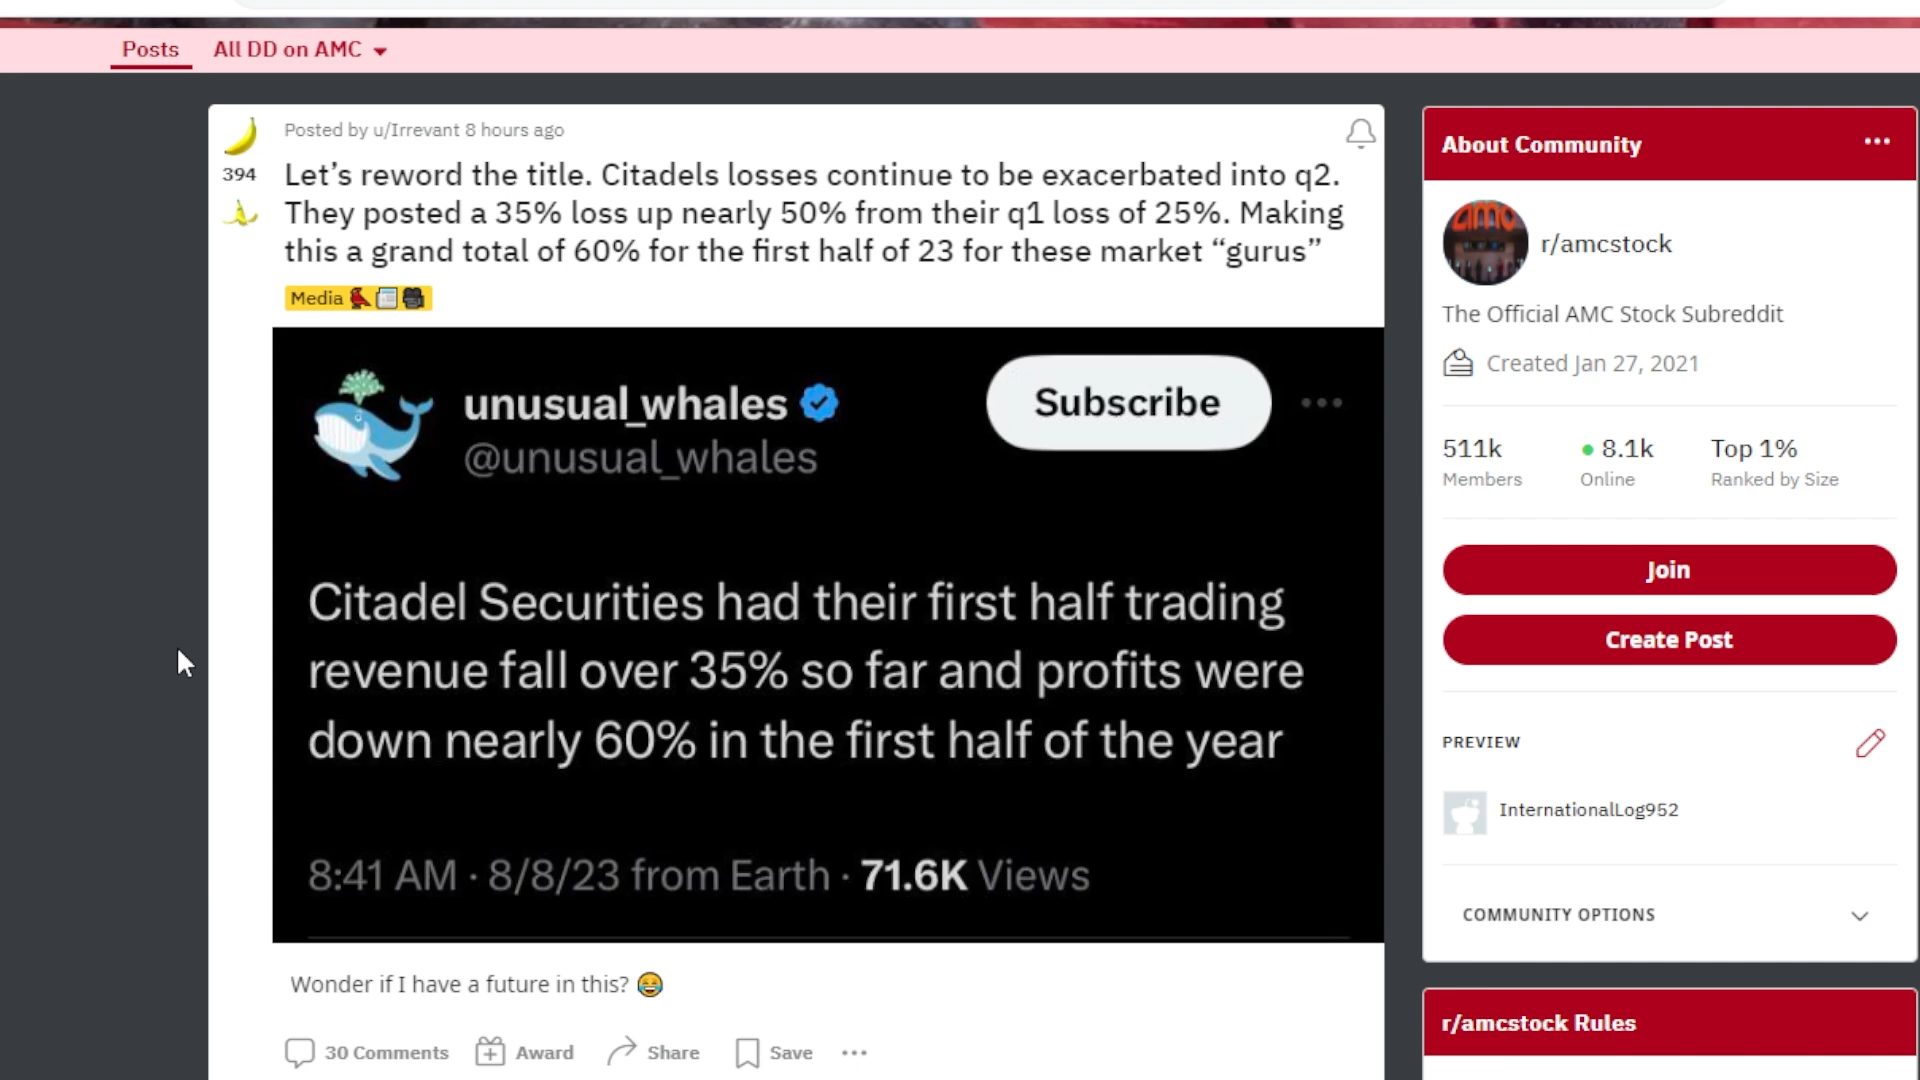 Posts
All DD on AMC
Posted by u/Irrevant 8 hours ago
394
Let’s reword the title. Citadels losses continue to be exacerbated into q2.
They posted a 35% loss up nearly 50% from their q1 loss of 25%. Making
this a grand total of 60% for the first half of 23 for these market “gurus”
Media
unusual_whales
@unusual_whales
Subscribe
Citadel Securities had their first half trading
revenue fall over 35% so far and profits were
down nearly 60% in the first half of the year
8:41 AM · 8/8/23 from Earth · 71.6K Views
Wonder if I have a future in this? 😂
30 Comments
Award
Share
Save
About Community
amc
r/amcstock
The Official AMC Stock Subreddit
Created Jan 27, 2021
511k
Members
8.1k
Online
Top 1%
Ranked by Size
Join
Create Post
PREVIEW
InternationalLog952
COMMUNITY OPTIONS
r/amcstock Rules